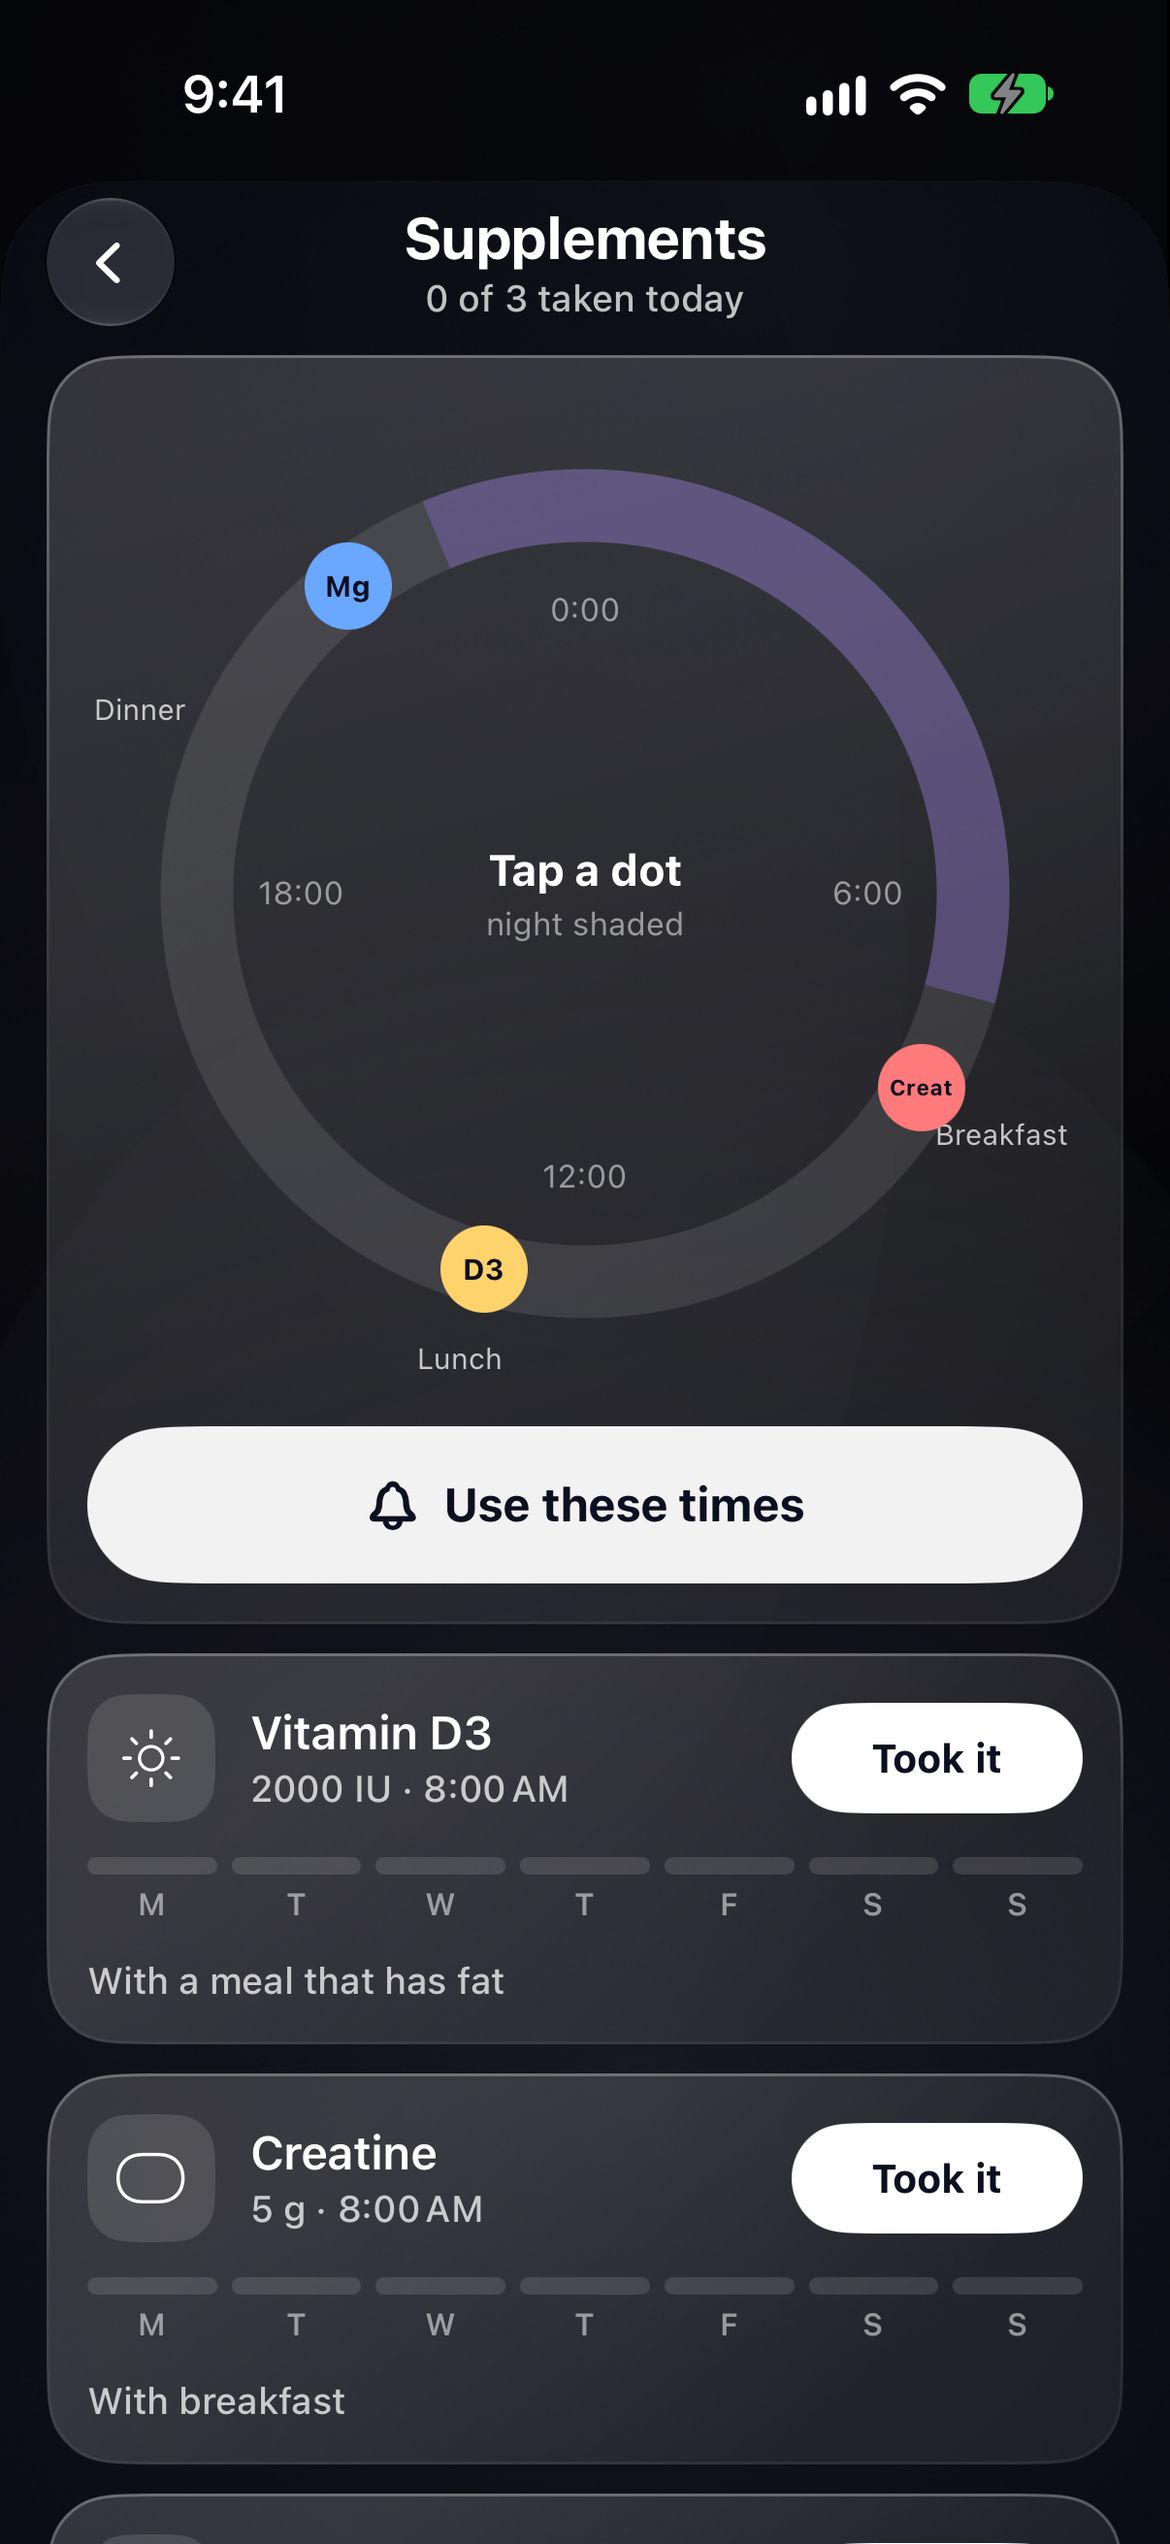 9:41
Supplements
0 of 3 taken today
Mg
0:00
Dinner
Tap a dot
18:00
6:00
night shaded
Creat
Breakfast
12:00
D3
Lunch
Use these times
Vitamin D3
Took it
2000 IU · 8:00 AM
M T W T F S S
With a meal that has fat
Creatine
Took it
5 g · 8:00 AM
M T W T F S S
With breakfast